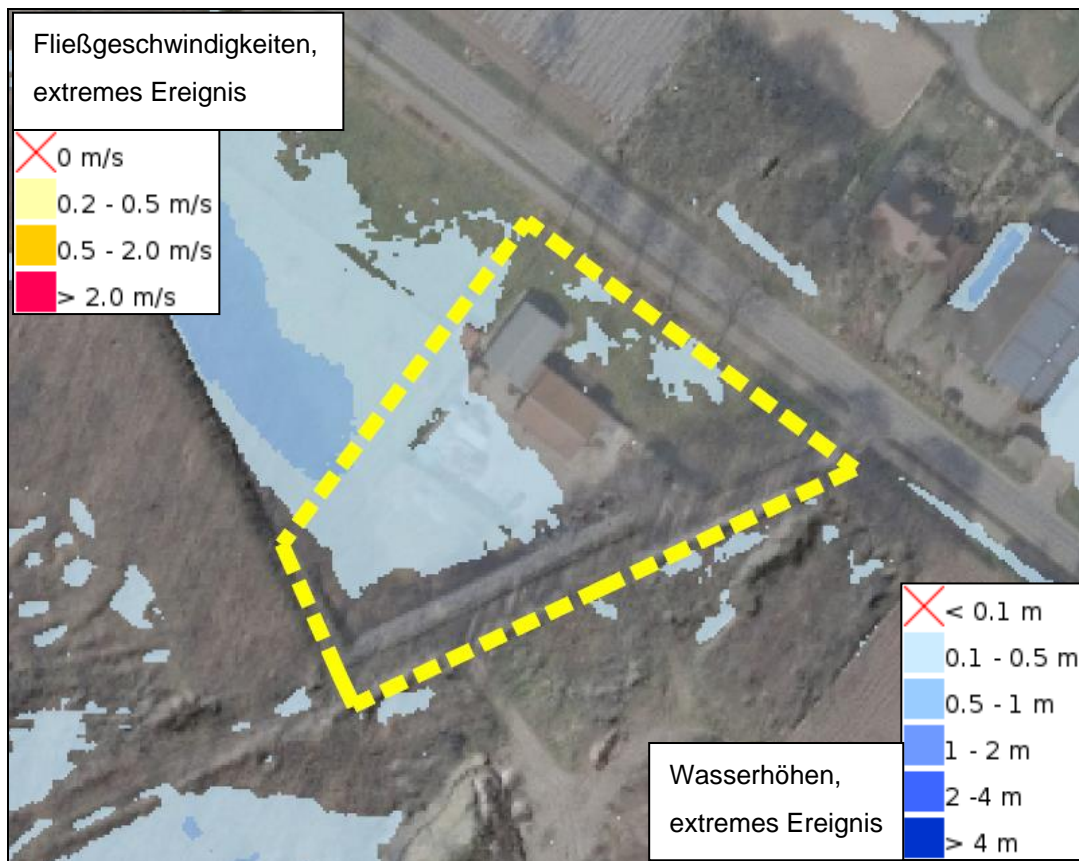 Fließgeschwindigkeiten,
extremes Ereignis
0 m/s
0.2 - 0.5 m/s
0.5 - 2.0 m/s
> 2.0 m/s
< 0.1 m
0.1 - 0.5 m
0.5 - 1 m
1 - 2 m
2 -4 m
> 4 m
Wasserhöhen,
extremes Ereignis